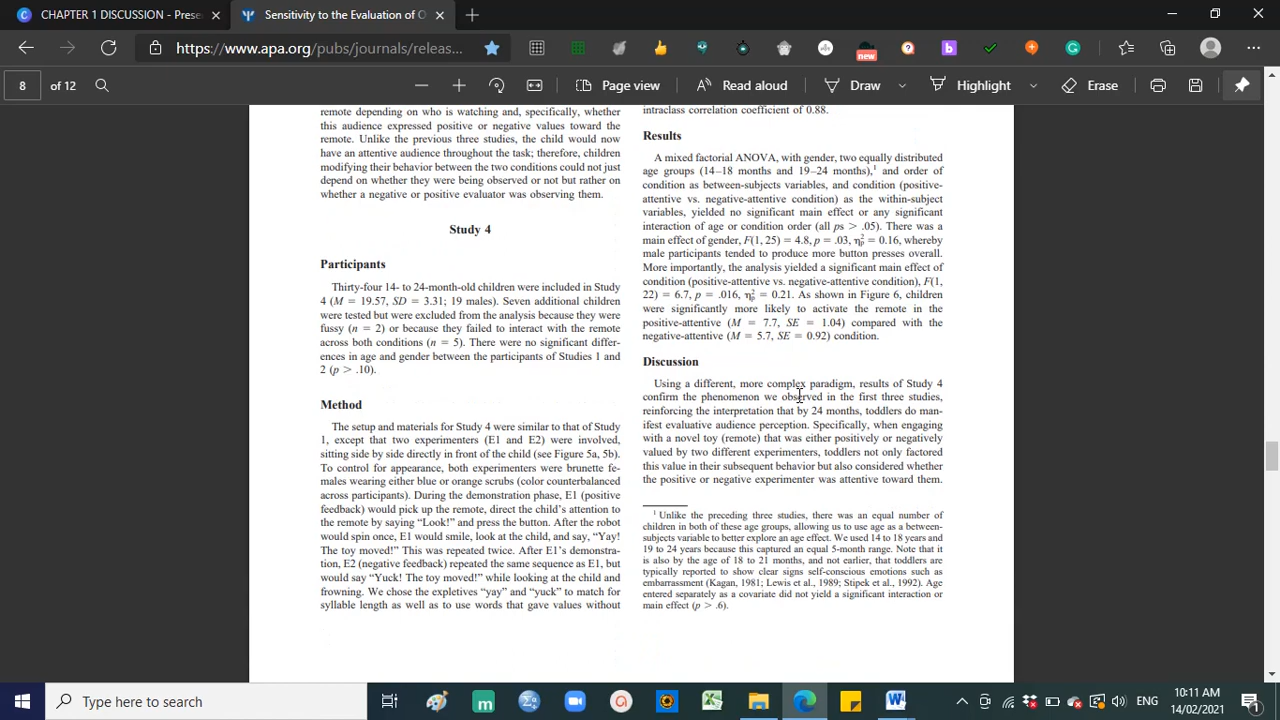 CHAPTER 1 DISCUSSION - Prese
Sensitivity to the Evaluation of O
https://www.apa.org/pubs/journals/releas...
new
8 of 12
Page view
Read aloud
Draw
Highlight
Erase
remote depending on who is watching and, specifically, whether
this audience expressed positive or negative values toward the
remote. Unlike the previous three studies, the child would now
have an attentive audience throughout the task; therefore, children
modifying their behavior between the two conditions could not just
depend on whether they were being observed or not but rather on
whether a negative or positive evaluator was observing them.
Study 4
Participants
Thirty-four 14- to 24-month-old children were included in Study
4 (M = 19.57, SD = 3.31; 19 males). Seven additional children
were tested but were excluded from the analysis because they were
fussy (n = 2) or because they failed to interact with the remote
across both conditions (n = 5). There were no significant differ-
ences in age and gender between the participants of Studies 1 and
2 (p > .10).
Method
The setup and materials for Study 4 were similar to that of Study
1, except that two experimenters (E1 and E2) were involved,
sitting side by side directly in front of the child (see Figure 5a, 5b).
To control for appearance, both experimenters were brunette fe-
males wearing either blue or orange scrubs (color counterbalanced
across participants). During the demonstration phase, E1 (positive
feedback) would pick up the remote, direct the child's attention to
the remote by saying "Look!" and press the button. After the robot
would spin once, E1 would smile, look at the child, and say, "Yay!
The toy moved!" This was repeated twice. After E1's demonstra-
tion, E2 (negative feedback) repeated the same sequence as E1, but
would say "Yuck! The toy moved!" while looking at the child and
frowning. We chose the expletives "yay" and "yuck" to match for
syllable length as well as to use words that gave values without
intraclass correlation coefficient of 0.88.
Results
A mixed factorial ANOVA, with gender, two equally distributed
age groups (14–18 months and 19–24 months),1 and order of
condition as between-subjects variables, and condition (positive-
attentive vs. negative-attentive condition) as the within-subject
variables, yielded no significant main effect or any significant
interaction of age or condition order (all ps > .05). There was a
main effect of gender, F(1, 25) = 4.8, p = .03, η2p = 0.16, whereby
male participants tended to produce more button presses overall.
More importantly, the analysis yielded a significant main effect of
condition (positive-attentive vs. negative-attentive condition), F(1,
22) = 6.7, p = .016, η2p = 0.21. As shown in Figure 6, children
were significantly more likely to activate the remote in the
positive-attentive (M = 7.7, SE = 1.04) compared with the
negative-attentive (M = 5.7, SE = 0.92) condition.
Discussion
Using a different, more complex paradigm, results of Study 4
confirm the phenomenon we observed in the first three studies,
reinforcing the interpretation that by 24 months, toddlers do man-
ifest evaluative audience perception. Specifically, when engaging
with a novel toy (remote) that was either positively or negatively
valued by two different experimenters, toddlers not only factored
this value in their subsequent behavior but also considered whether
the positive or negative experimenter was attentive toward them.
1 Unlike the preceding three studies, there was an equal number of
children in both of these age groups, allowing us to use age as a between-
subjects variable to better explore an age effect. We used 14 to 18 years and
19 to 24 years because this captured an equal 5-month range. Note that it
is also by the age of 18 to 21 months, and not earlier, that toddlers are
typically reported to show clear signs self-conscious emotions such as
embarrassment (Kagan, 1981; Lewis et al., 1989; Stipek et al., 1992). Age
entered separately as a covariate did not yield a significant interaction or
main effect (p > .6).
Type here to search
ENG
10:11 AM
14/02/2021